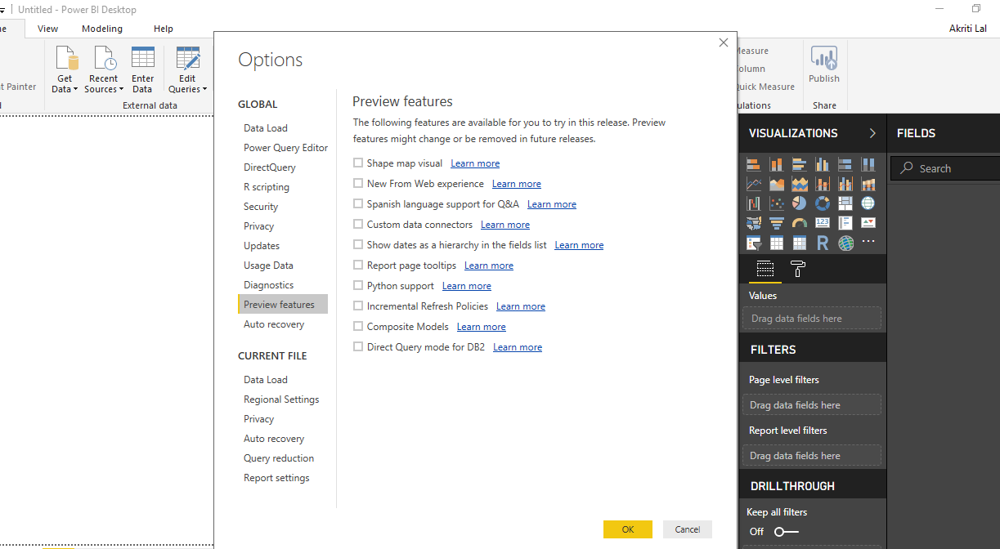 Untitled - Power BI Desktop
View Modeling Help
Akriti Lal
Get Data
Recent Sources
Enter Data
Edit Queries
External data
Painter
Measure
Quick Measure
Publish
Share
Options
GLOBAL
Data Load
Power Query Editor
DirectQuery
R scripting
Security
Privacy
Updates
Usage Data
Diagnostics
Preview features
Auto recovery
CURRENT FILE
Data Load
Regional Settings
Privacy
Auto recovery
Query reduction
Report settings
Preview features
The following features are available for you to try in this release. Preview
features might change or be removed in future releases.
Shape map visual Learn more
New From Web experience Learn more
Spanish language support for Q&A Learn more
Custom data connectors Learn more
Show dates as a hierarchy in the fields list Learn more
Report page tooltips Learn more
Python support Learn more
Incremental Refresh Policies Learn more
Composite Models Learn more
Direct Query mode for DB2 Learn more
OK Cancel
VISUALIZATIONS
123
R
Values
Drag data fields here
FILTERS
Page level filters
Drag data fields here
Report level filters
Drag data fields here
DRILLTHROUGH
Keep all filters
Off
FIELDS
Search